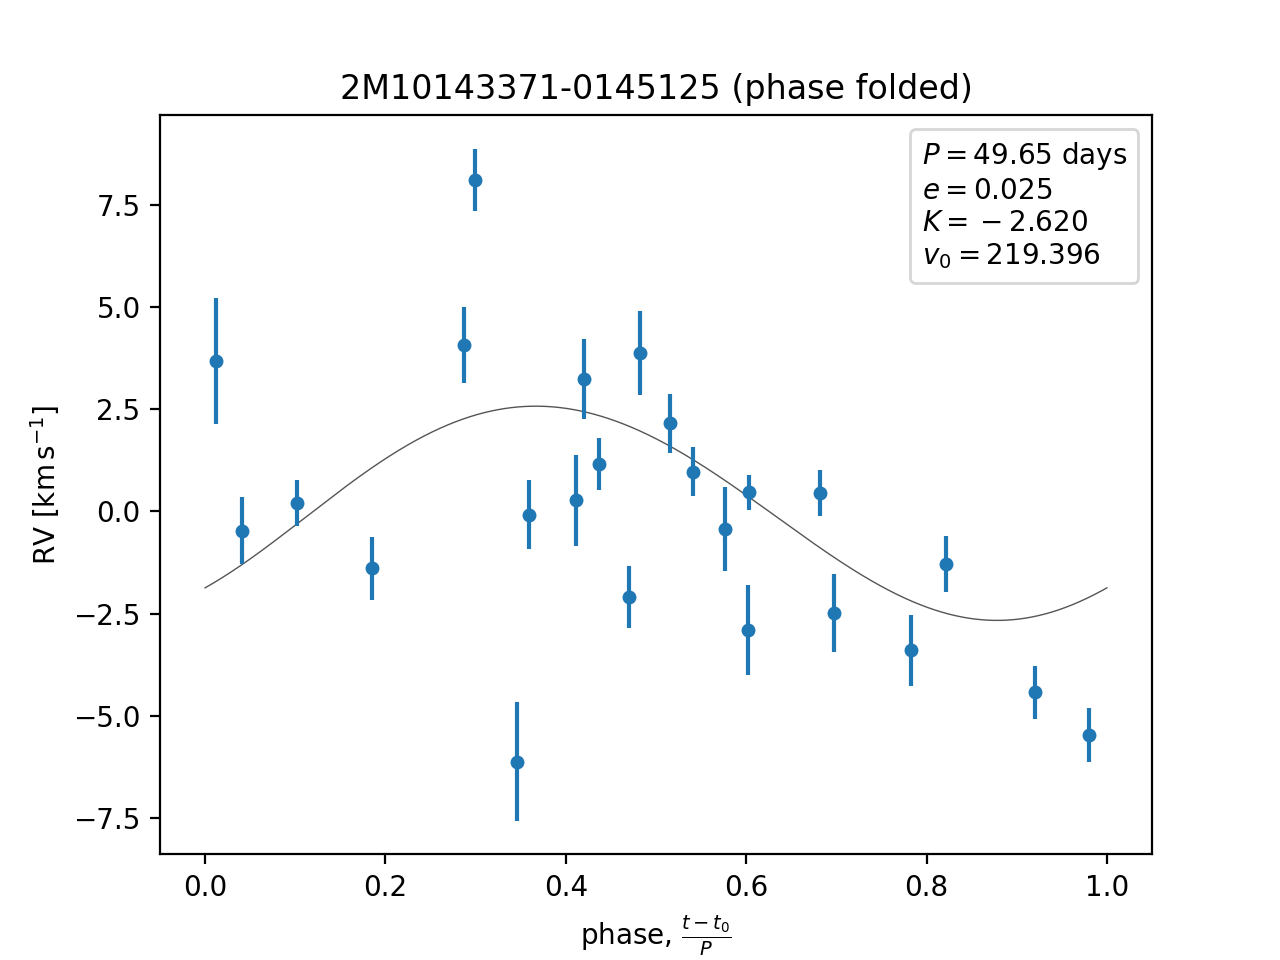 2M10143371-0145125 (phase folded)
P = 49.65 days
e = 0.025
K = −2.620
v₀ = 219.396
RV [km s⁻¹]
7.5
5.0
2.5
0.0
−2.5
−5.0
−7.5
0.0 0.2 0.4 0.6 0.8 1.0
phase, (t − t₀)/P